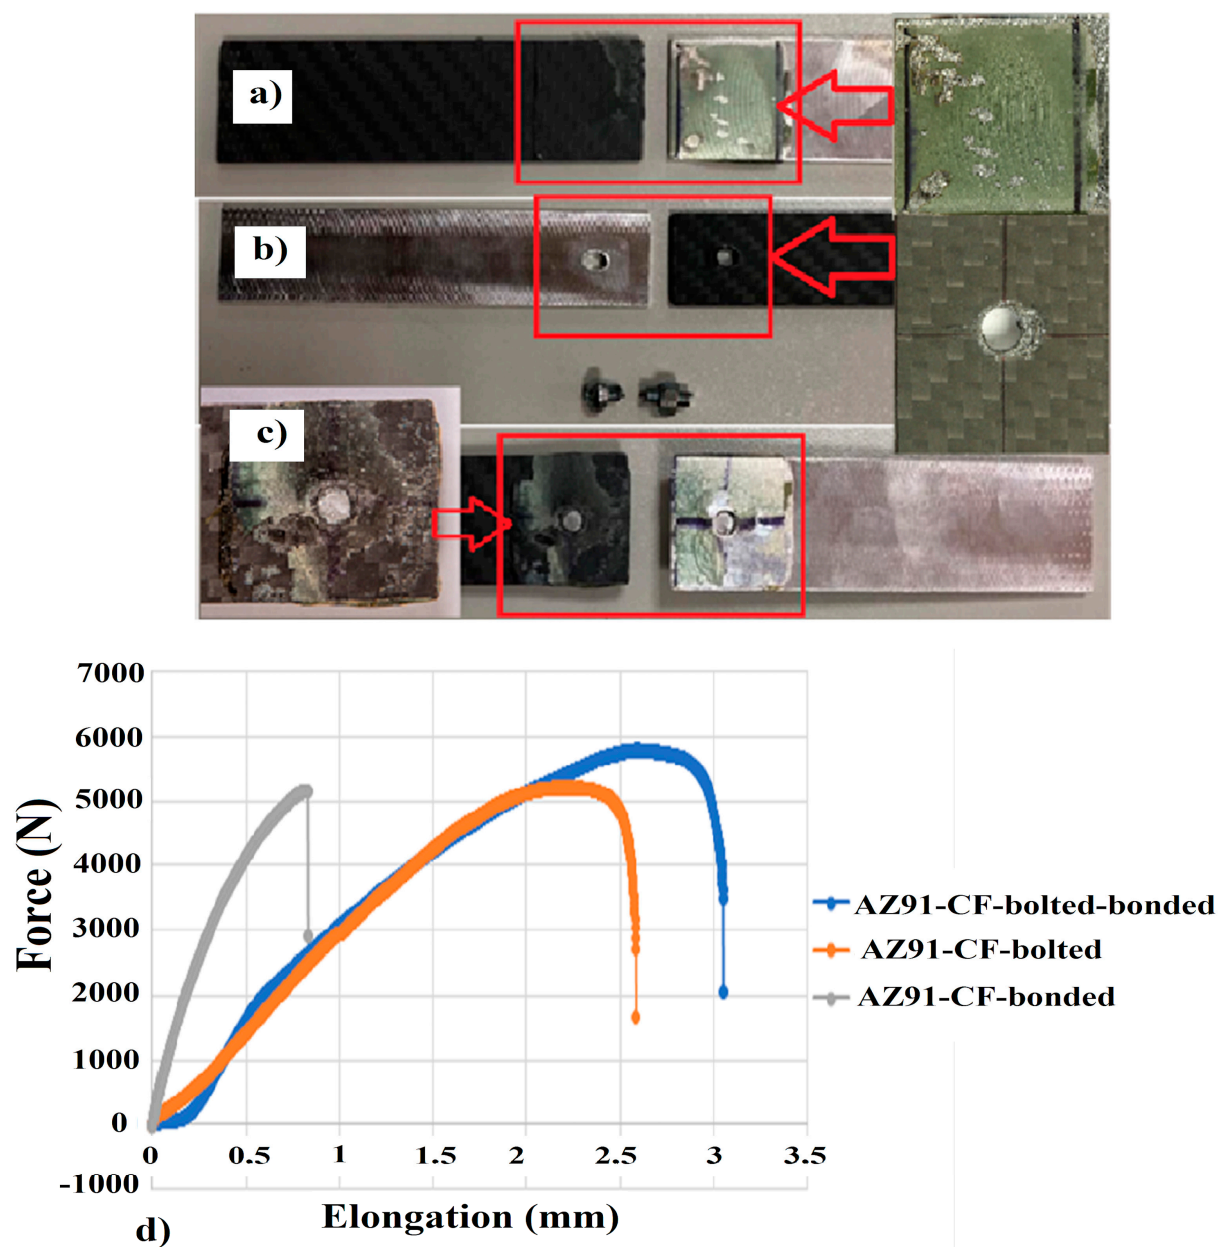 a)
b)
c)
7000
6000
5000
4000
3000
2000
1000
0
-1000
Force (N)
0 0.5 1 1.5 2 2.5 3 3.5
Elongation (mm)
AZ91-CF-bolted-bonded
AZ91-CF-bolted
AZ91-CF-bonded
d)